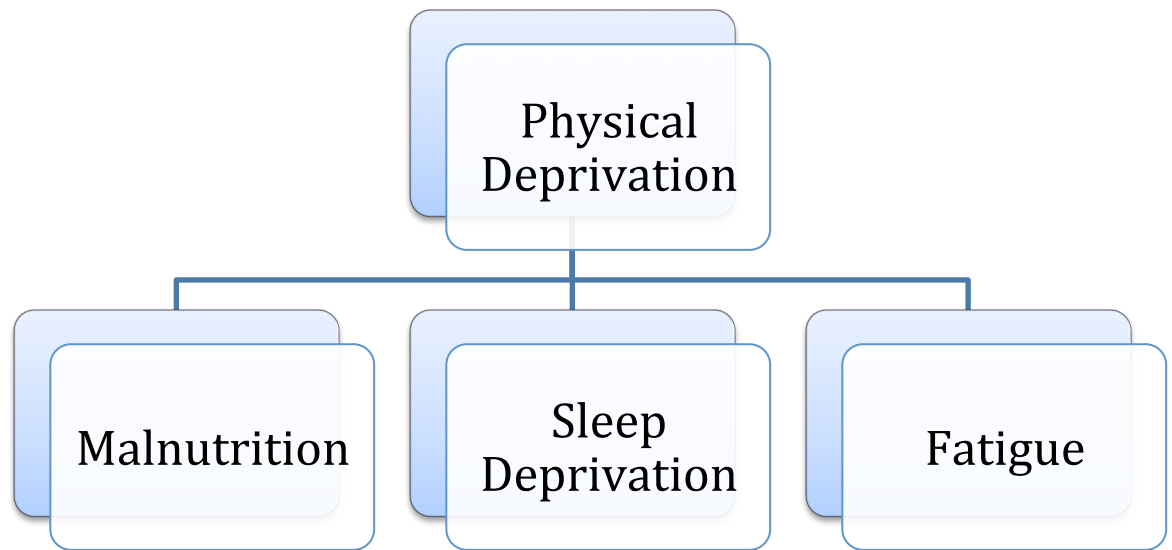 Physical
Deprivation
Malnutrition
Sleep
Deprivation
Fatigue